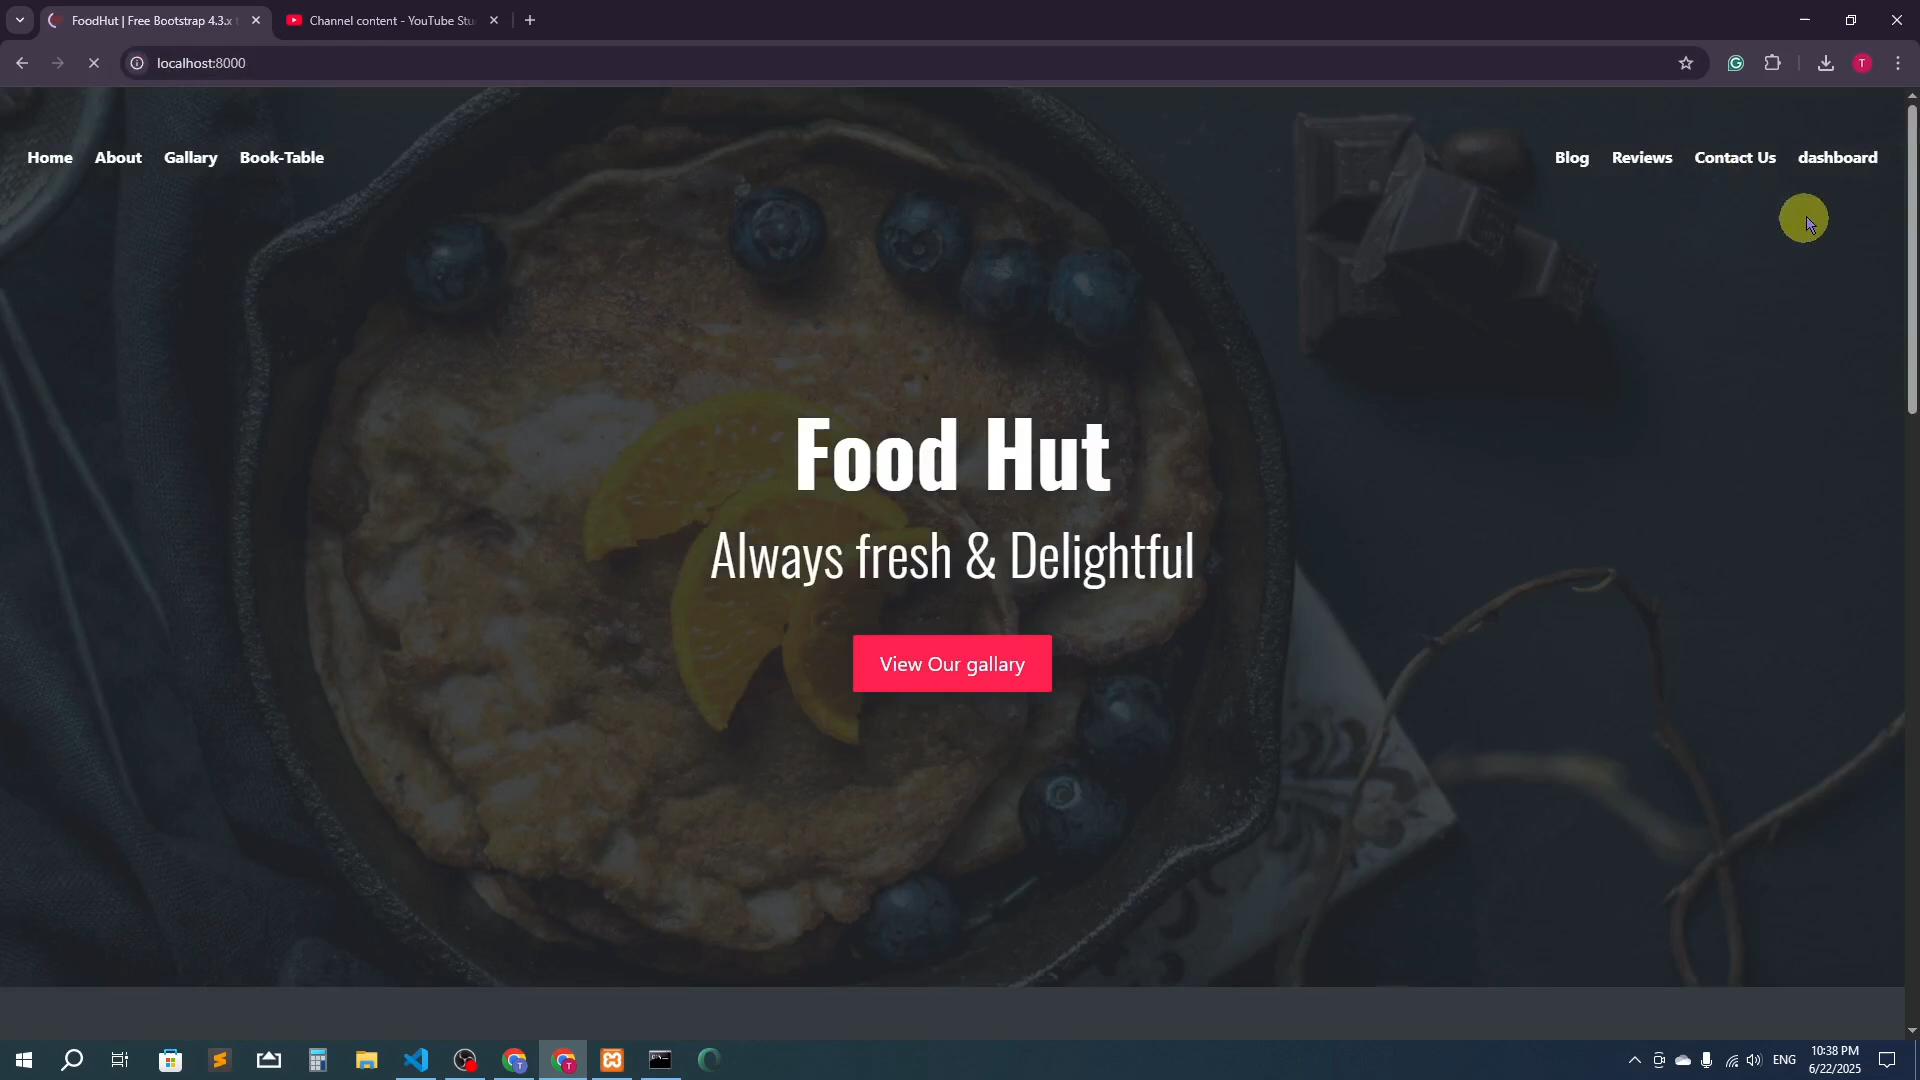 FoodHut | Free Bootstrap 4.3.x t
Channel content - YouTube Stu
localhost:8000
Home About Gallary Book-Table
Blog Reviews Contact Us dashboard
Food Hut
Always fresh & Delightful
View Our gallary
ENG
10:38 PM
6/22/2025
T